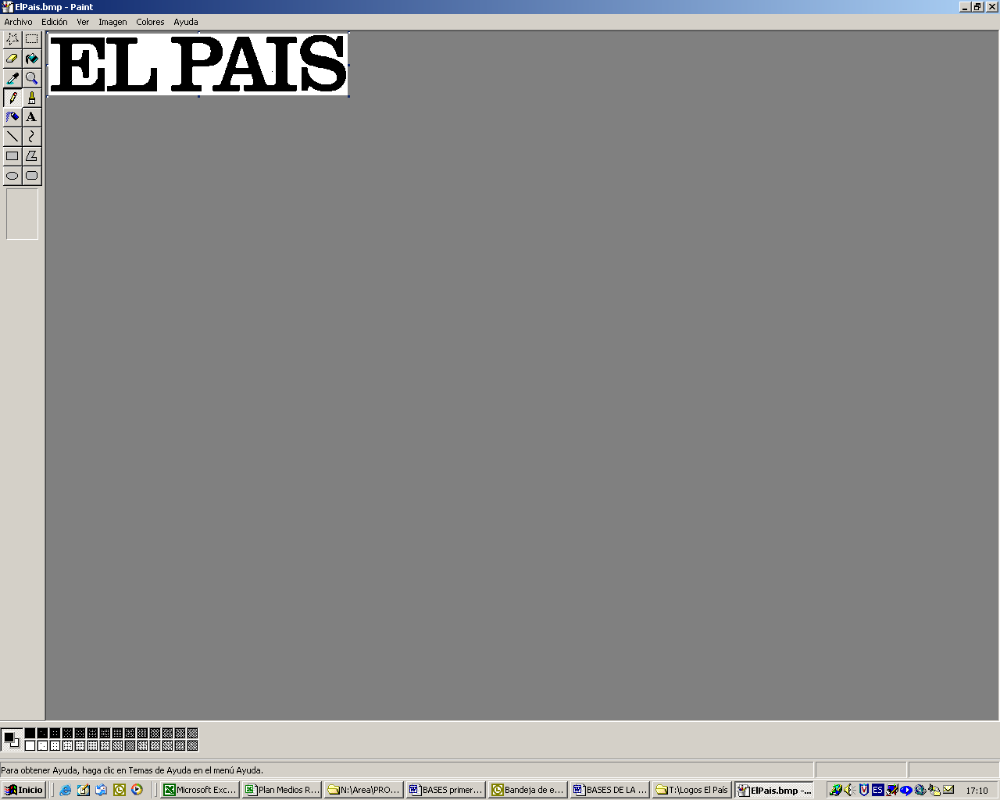 ElPais.bmp - Paint
Archivo Edición Ver Imagen Colores Ayuda
EL PAIS
A
Para obtener Ayuda, haga clic en Temas de Ayuda en el menú Ayuda.
Inicio Microsoft Exc... Plan Medios R... N:\Area\PRO... BASES primer... Bandeja de e... BASES DE LA ... T:\Logos El País ElPais.bmp -... ES 17:10